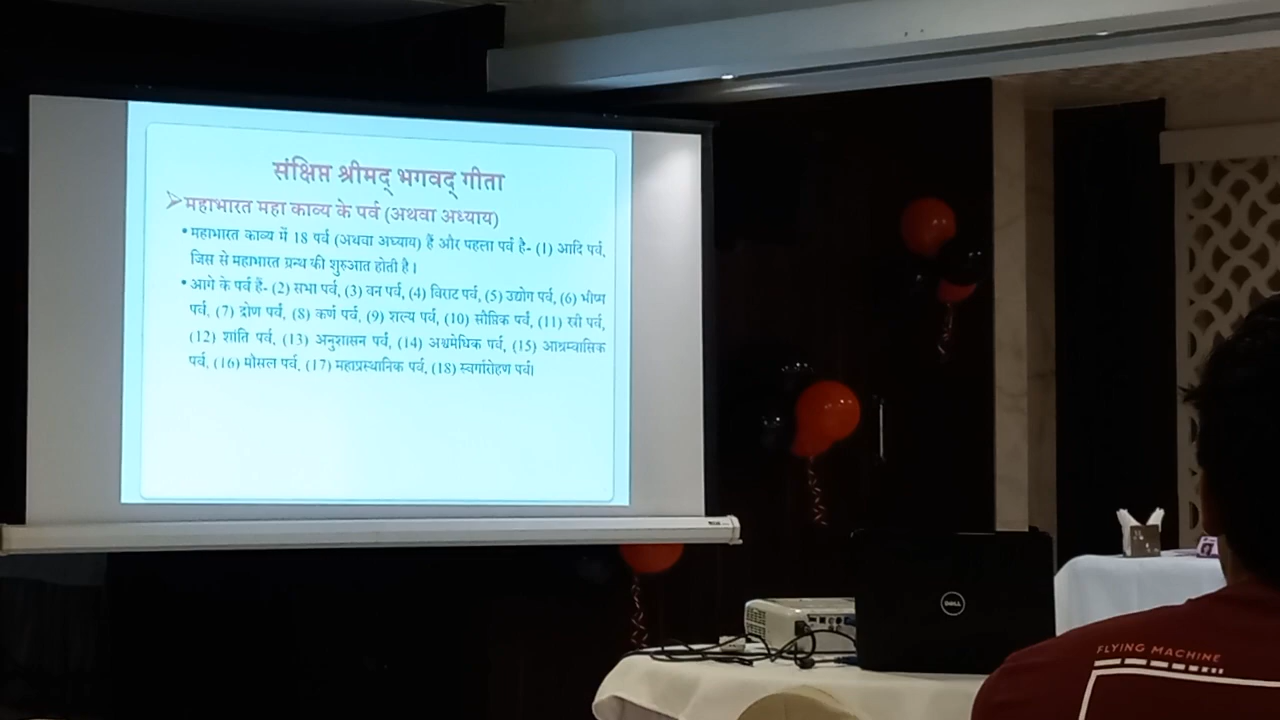 संक्षिप्त श्रीमद् भगवद् गीता
महाभारत महा काव्य के पर्व (अथवा अध्याय)
•महाभारत काव्य में 18 पर्व (अथवा अध्याय) हैं और पहला पर्व है- (1) आदि पर्व,
जिस से महाभारत ग्रन्थ की शुरुआत होती है।
•आगे के पर्व हैं- (2) सभा पर्व, (3) वन पर्व, (4) विराट पर्व, (5) उद्योग पर्व, (6) भीष्म
पर्व, (7) द्रोण पर्व, (8) कर्ण पर्व, (9) शल्य पर्व, (10) सौप्तिक पर्व, (11) स्त्री पर्व,
(12) शांति पर्व, (13) अनुशासन पर्व, (14) अश्वमेधिक पर्व, (15) आश्रम्वासिक
पर्व, (16) मौसल पर्व, (17) महाप्रस्थानिक पर्व, (18) स्वर्गारोहण पर्व।
DELL
FLYING MACHINE